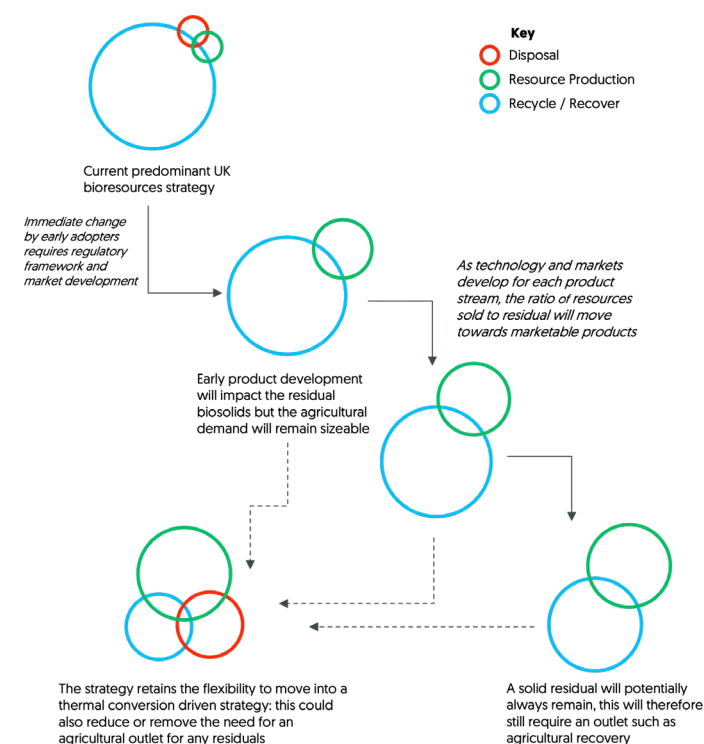 Key
Disposal
Resource Production
Recycle / Recover
Current predominant UK
bioresources strategy
Immediate change
by early adopters
requires regulatory
framework and
market development
As technology and markets
develop for each product
stream, the ratio of resources
sold to residual will move
towards marketable products
Early product development
will impact the residual
biosolids but the agricultural
demand will remain sizeable
The strategy retains the flexibility to move into a
thermal conversion driven strategy: this could
also reduce or remove the need for an
agricultural outlet for any residuals
A solid residual will potentially
always remain, this will therefore
still require an outlet such as
agricultural recovery